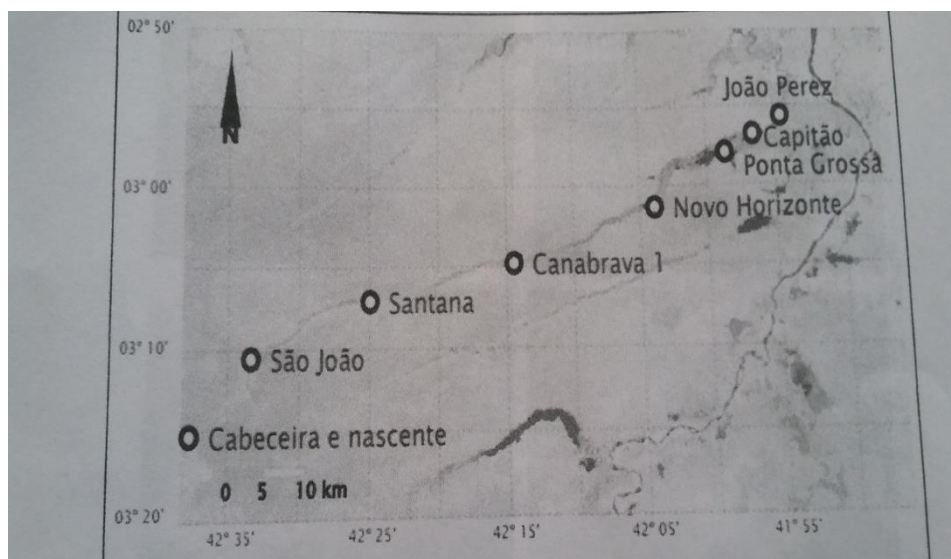 02° 50'
N
João Perez
Capitão
Ponta Grossa
03° 00'
Novo Horizonte
Canabrava 1
Santana
03° 10'
São João
Cabeceira e nascente
0 5 10 km
03° 20'
42° 35' 42° 25' 42° 15' 42° 05' 41° 55'